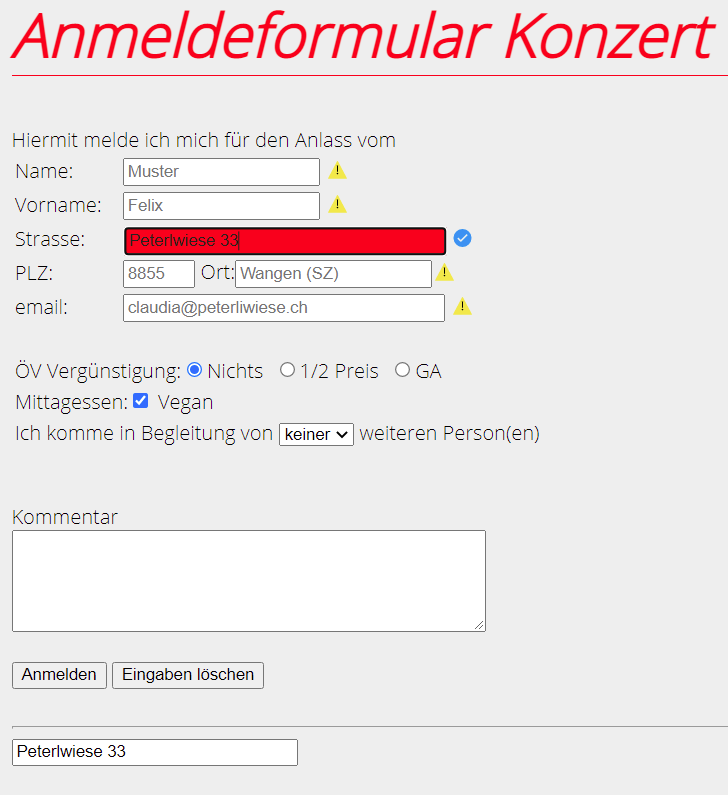 Anmeldeformular Konzert
Hiermit melde ich mich für den Anlass vom
Name: Muster
Vorname: Felix
Strasse: Peterlwiese 33
PLZ: 8855 Ort: Wangen (SZ)
email: claudia@peterliwiese.ch
ÖV Vergünstigung: Nichts 1/2 Preis GA
Mittagessen: Vegan
Ich komme in Begleitung von keiner weiteren Person(en)
Kommentar
Anmelden Eingaben löschen
Peterlwiese 33